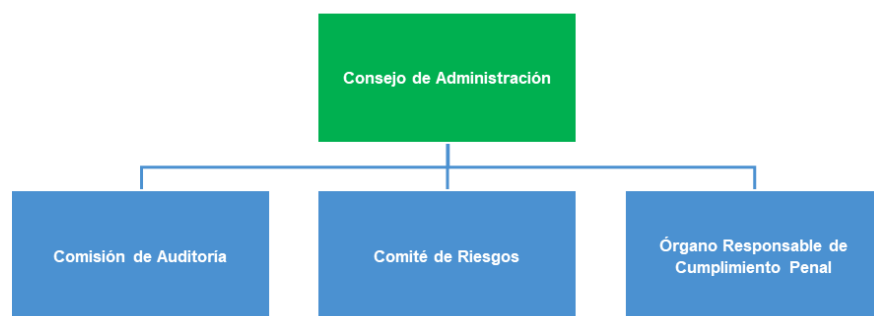 Consejo de Administración
Comisión de Auditoría
Comité de Riesgos
Órgano Responsable de
Cumplimiento Penal